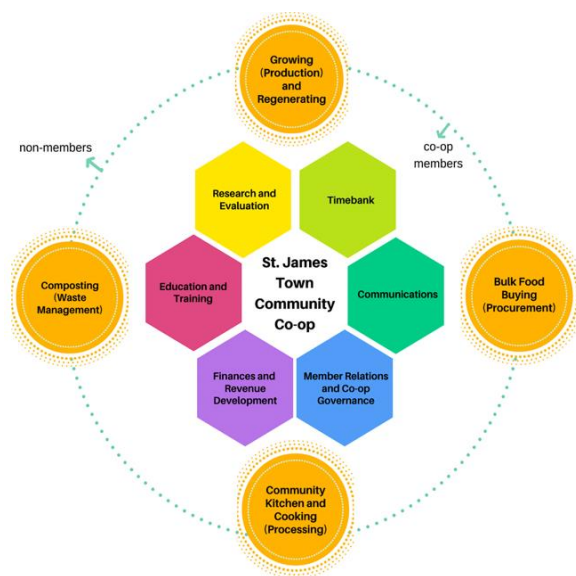 Growing
(Production)
and
Regenerating
non-members
co-op
members
Research and
Evaluation
Timebank
Composting
(Waste
Management)
Education and
Training
St. James
Town
Community
Co-op
Communications
Bulk Food
Buying
(Procurement)
Finances and
Revenue
Development
Member Relations
and Co-op
Governance
Community
Kitchen and
Cooking
(Processing)